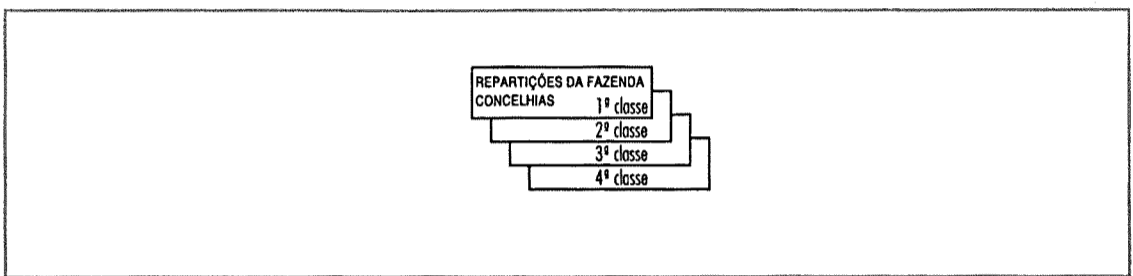 REPARTIÇÕES DA FAZENDA
CONCELHIAS 1ª classe
2ª classe
3ª classe
4ª classe